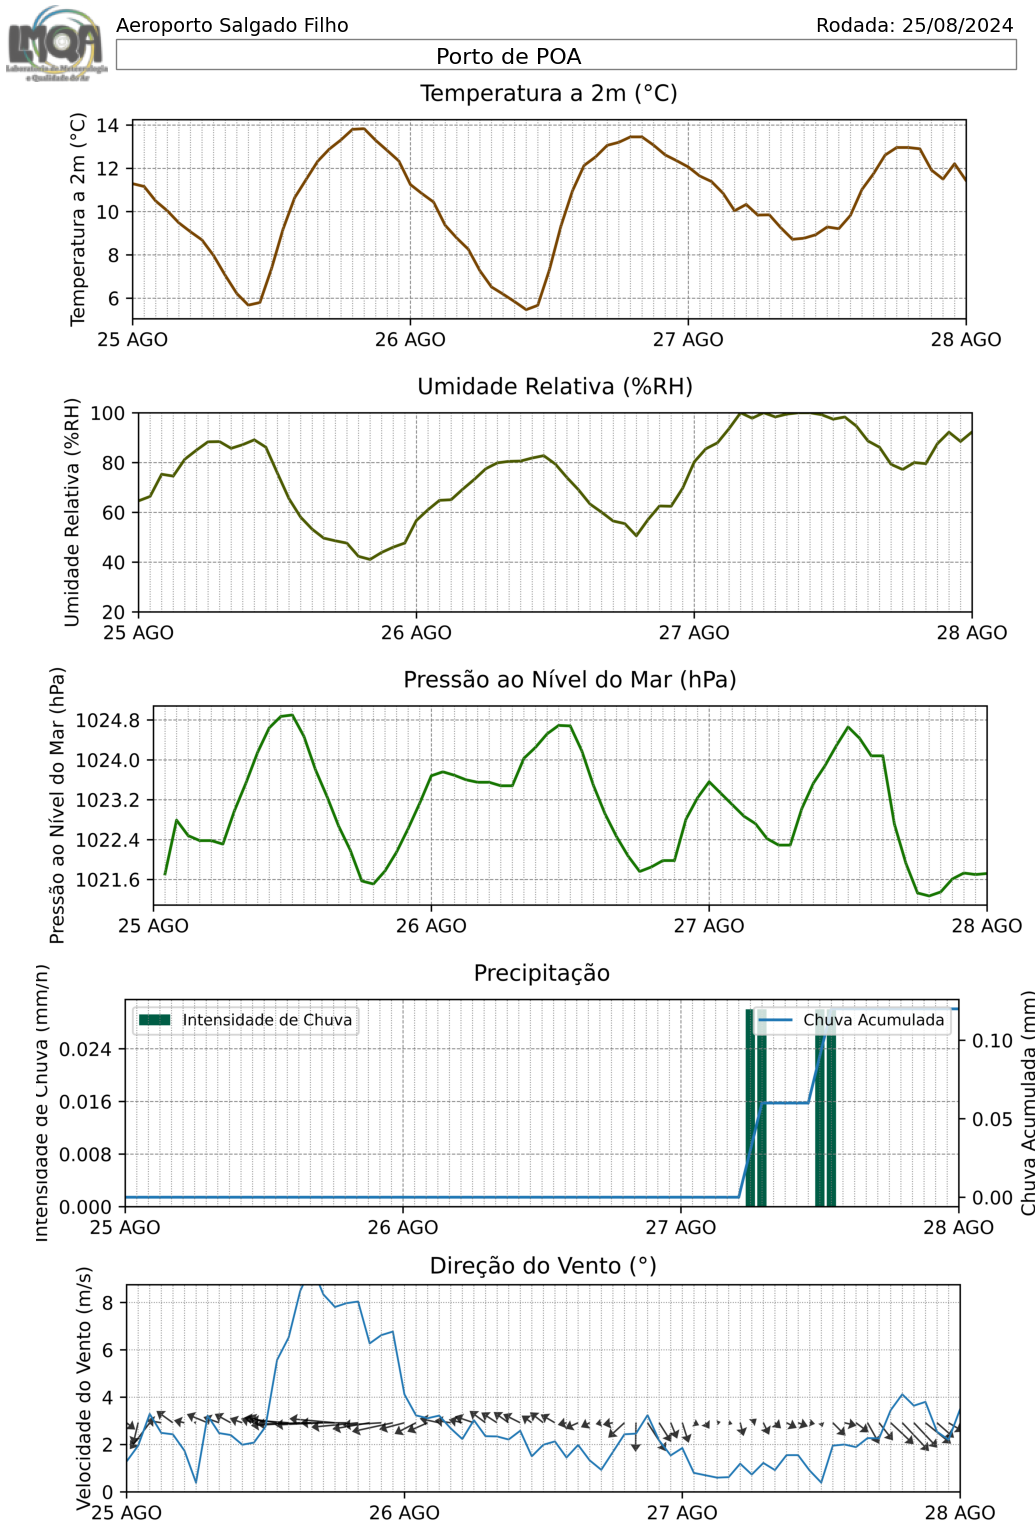 LMQA
Laboratório de Meteorologia
e Qualidade do Ar
Aeroporto Salgado Filho
Rodada: 25/08/2024
Porto de POA
Temperatura a 2m (°C)
Temperatura a 2m (°C)
14
12
10
8
6
25 AGO 26 AGO 27 AGO 28 AGO
Umidade Relativa (%RH)
Umidade Relativa (%RH)
100
80
60
40
20
25 AGO 26 AGO 27 AGO 28 AGO
Pressão ao Nível do Mar (hPa)
Pressão ao Nível do Mar (hPa)
1024.8
1024.0
1023.2
1022.4
1021.6
25 AGO 26 AGO 27 AGO 28 AGO
Precipitação
Intensidade de Chuva (mm/h)
Intensidade de Chuva
Chuva Acumulada
0.024
0.016
0.008
0.000
0.10
0.05
0.00
Chuva Acumulada (mm)
25 AGO 26 AGO 27 AGO 28 AGO
Direção do Vento (°)
Velocidade do Vento (m/s)
8
6
4
2
0
25 AGO 26 AGO 27 AGO 28 AGO